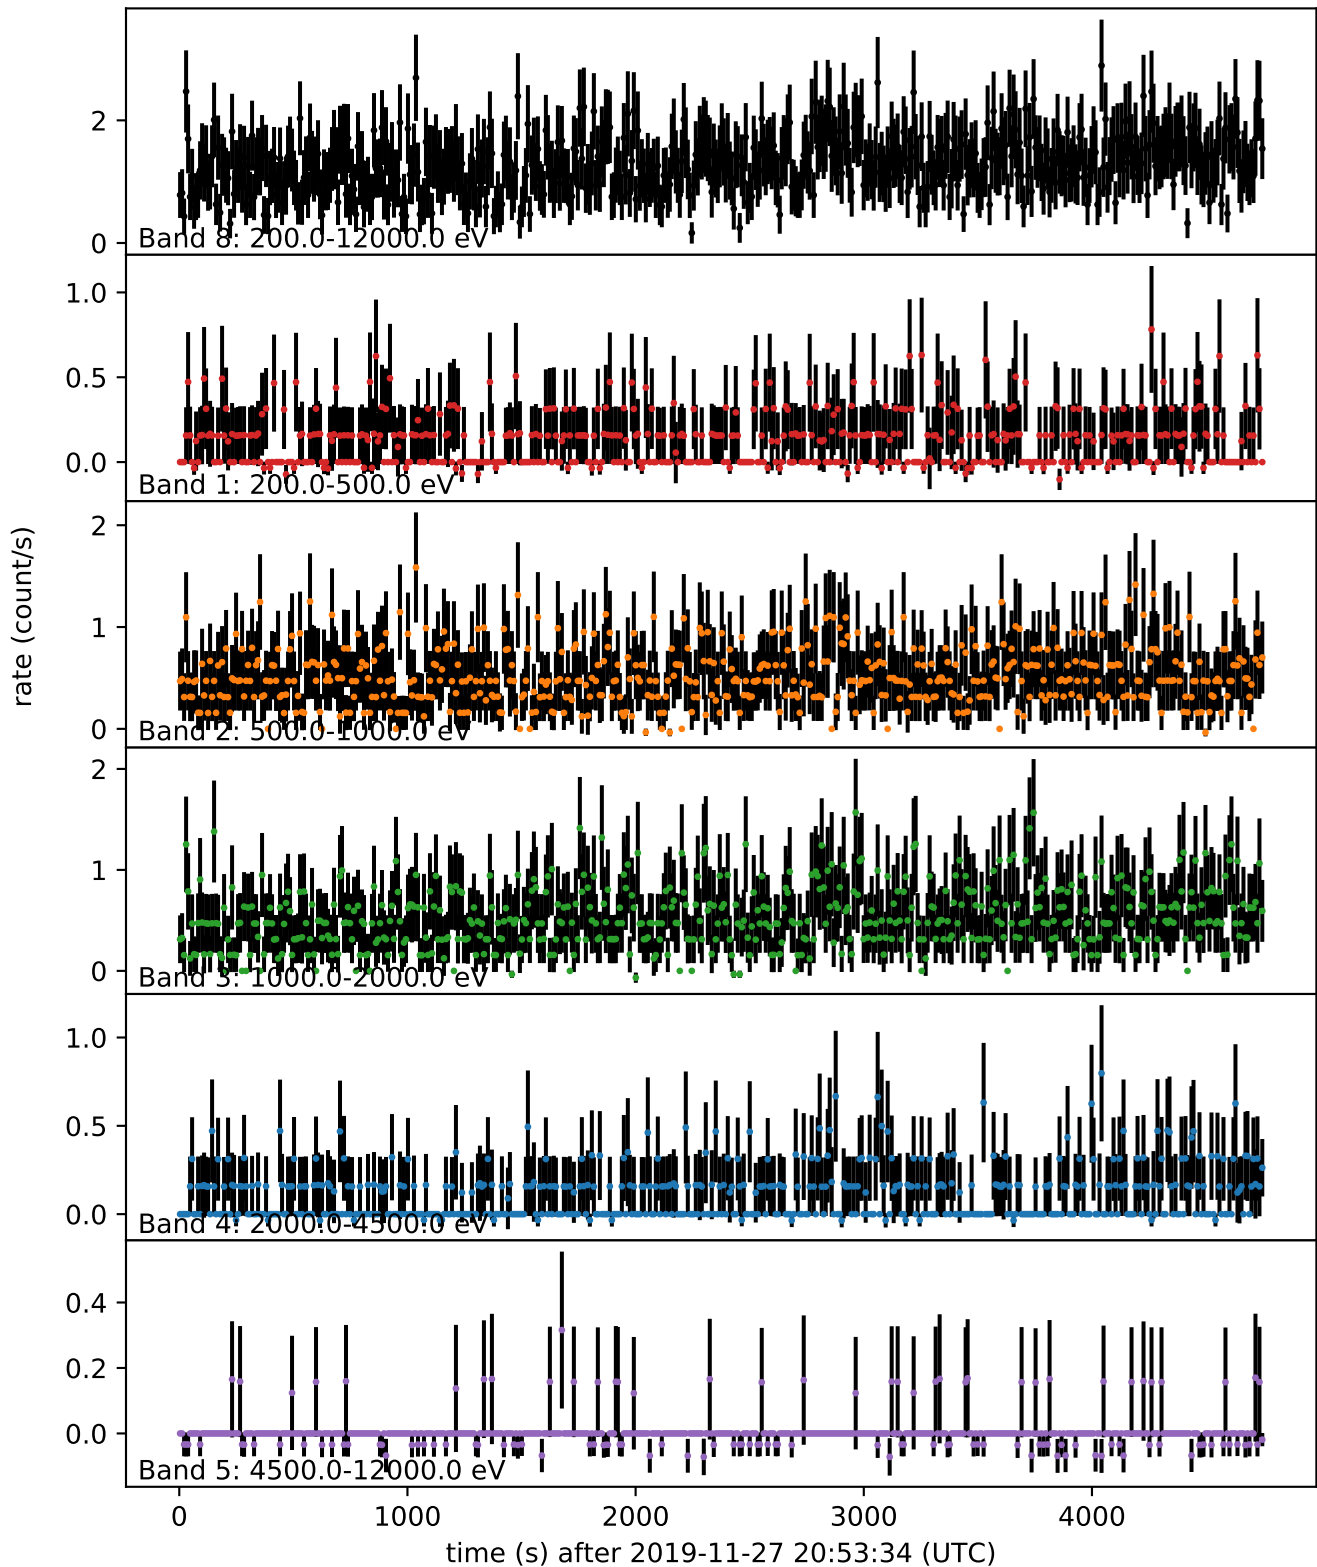 2
0
Band 8: 200.0-12000.0 eV
1.0
0.5
0.0
Band 1: 200.0-500.0 eV
rate (count/s)
2
1
0
Band 2: 500.0-1000.0 eV
2
1
0
Band 3: 1000.0-2000.0 eV
1.0
0.5
0.0
Band 4: 2000.0-4500.0 eV
0.4
0.2
0.0
Band 5: 4500.0-12000.0 eV
0 1000 2000 3000 4000
time (s) after 2019-11-27 20:53:34 (UTC)